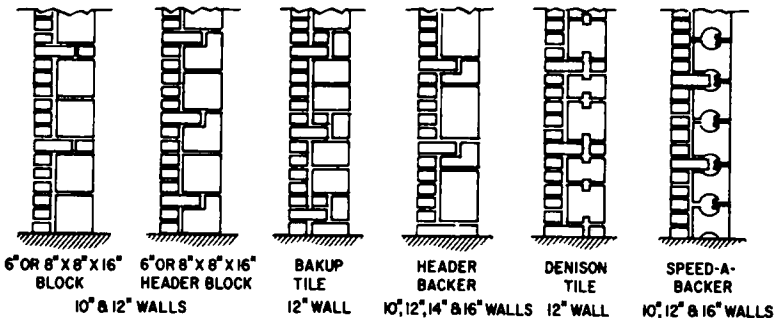 6" OR 8" X 8" X 16" BLOCK
10" & 12" WALLS
6" OR 8" X 8" X 16" HEADER BLOCK
BAKUP TILE
12" WALL
HEADER BACKER
10", 12", 14" & 16" WALLS
DENISON TILE
12" WALL
SPEED-A-BACKER
10", 12" & 16" WALLS